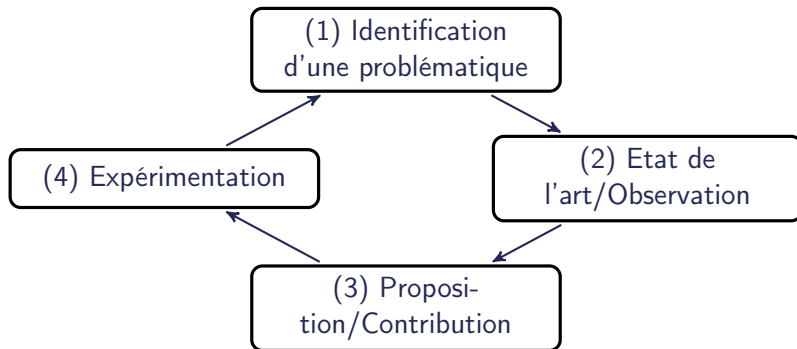 (1) Identification
d'une problématique
(2) Etat de
l'art/Observation
(4) Expérimentation
(3) Proposi-
tion/Contribution